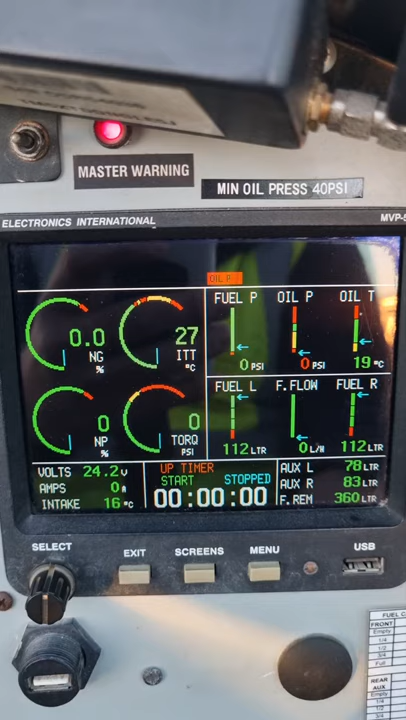 MASTER WARNING
MIN OIL PRESS 40PSI
ELECTRONICS INTERNATIONAL
MVP-5
OIL P
FUEL P OIL P OIL T
0.0 NG %
27 ITT °C
0 PSI 0 PSI 19 °C
FUEL L F.FLOW FUEL R
0 NP %
0 TORQ PSI
112 LTR 0 L/H 112 LTR
VOLTS 24.2 V
AMPS 0 A
INTAKE 16 °C
UP TIMER
START STOPPED
00:00:00
AUX L 78 LTR
AUX R 83 LTR
F.REM 360 LTR
SELECT EXIT SCREENS MENU USB
FUEL C
FRONT
Empty
1/4
1/2
3/4
Full
REAR
AUX
Empty
1/4
1/2
3/4